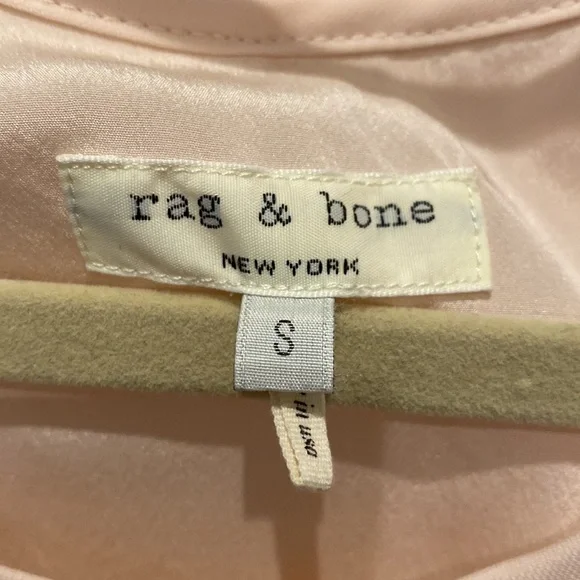 rag & bone
NEW YORK
S
in usa